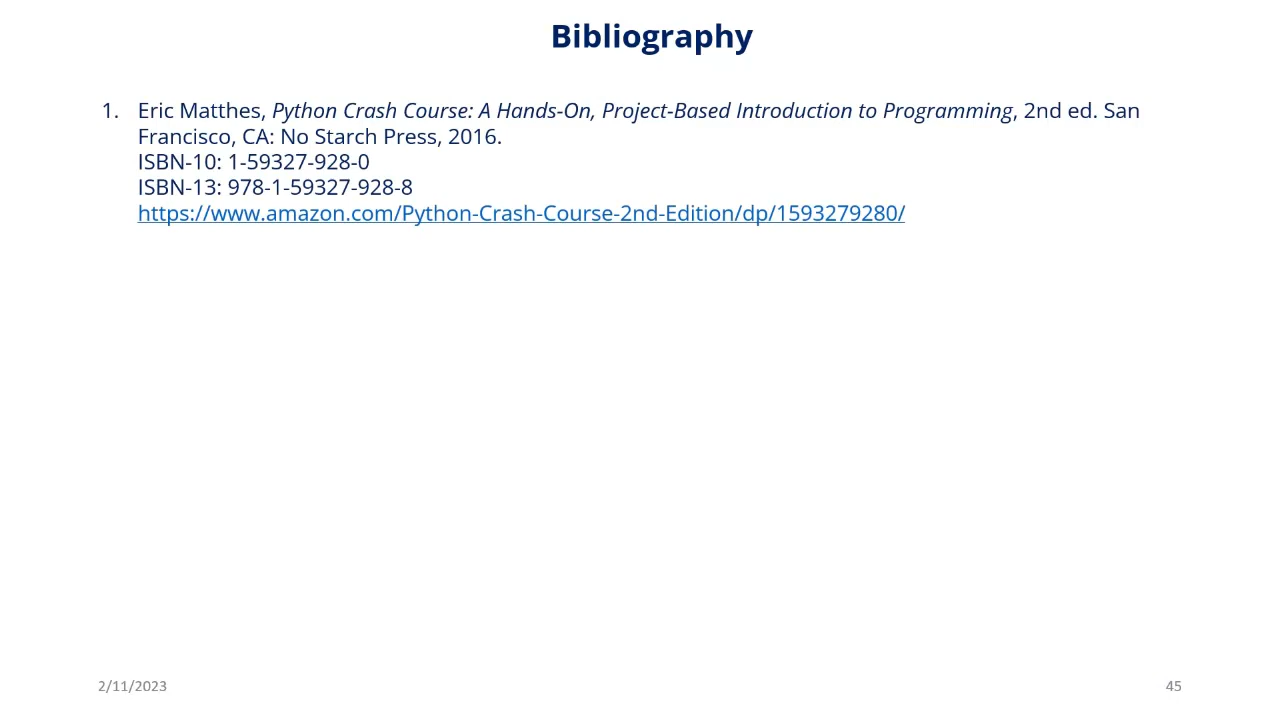 Bibliography
1. Eric Matthes, Python Crash Course: A Hands-On, Project-Based Introduction to Programming, 2nd ed. San
Francisco, CA: No Starch Press, 2016.
ISBN-10: 1-59327-928-0
ISBN-13: 978-1-59327-928-8
https://www.amazon.com/Python-Crash-Course-2nd-Edition/dp/1593279280/
2/11/2023
45